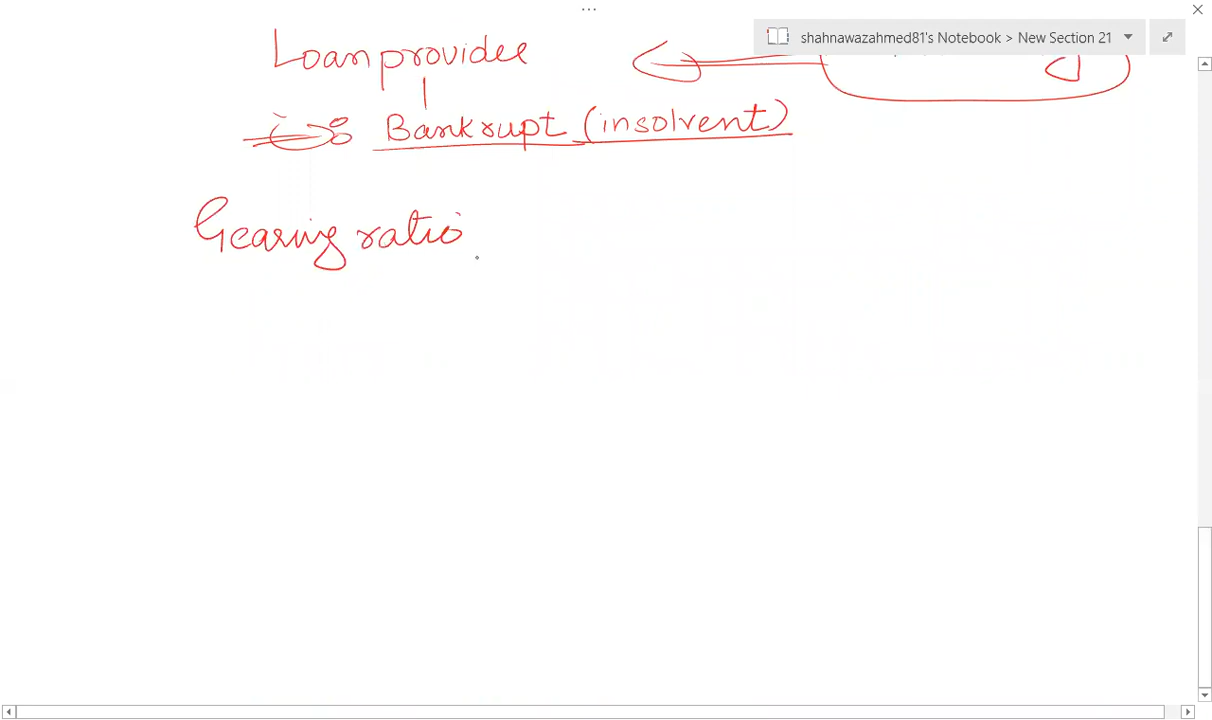 shahnawazahmed81's Notebook > New Section 21
Loan provider
Bankrupt (insolvent)
Gearing ratio